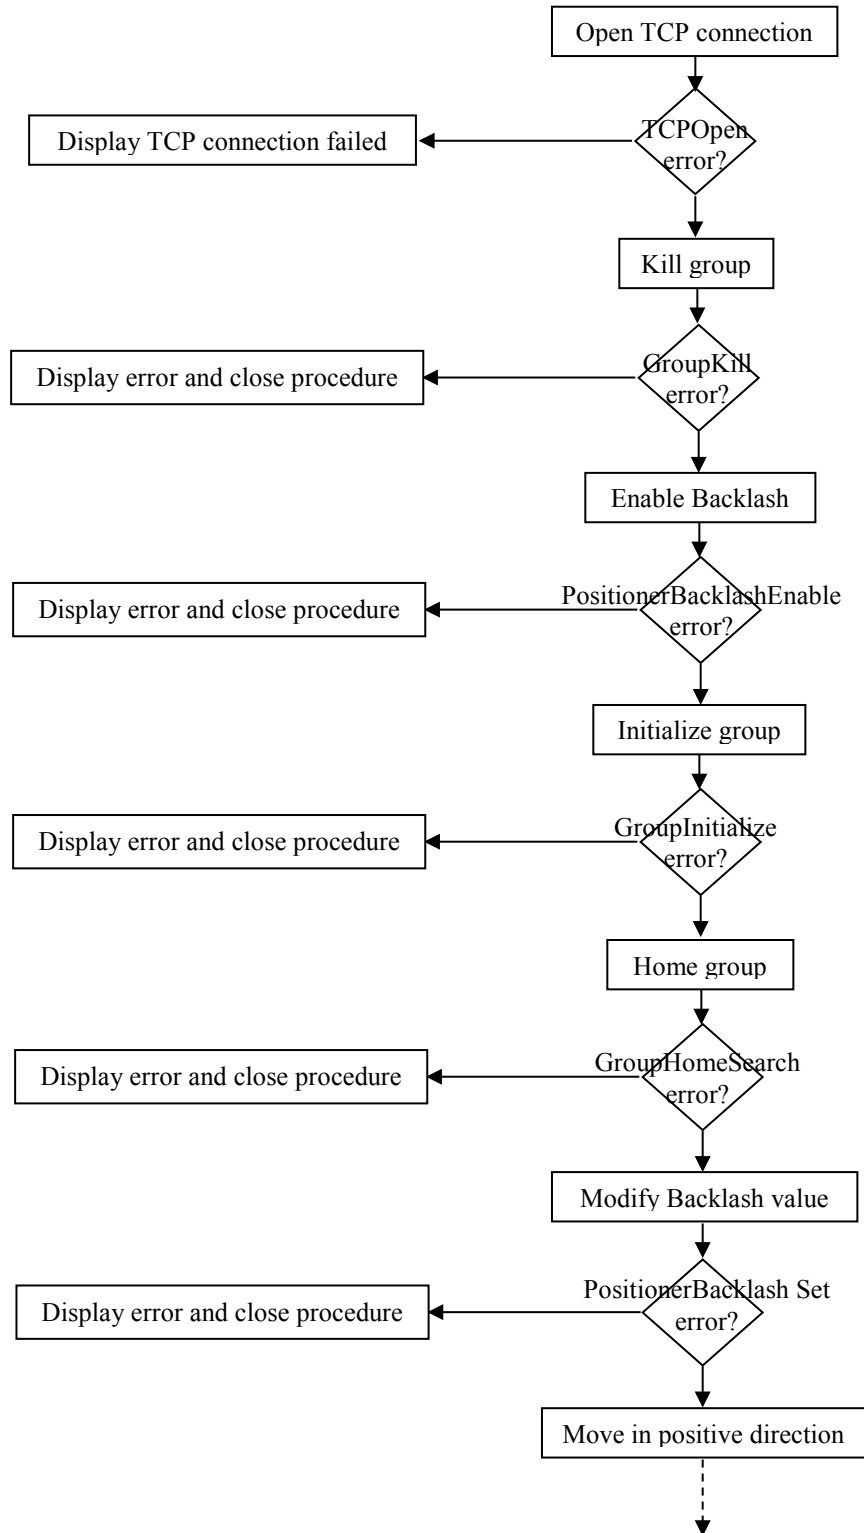 Open TCP connection
TCPOpen
error?
Display TCP connection failed
Kill group
GroupKill
error?
Display error and close procedure
Enable Backlash
PositionerBacklashEnable
error?
Display error and close procedure
Initialize group
GroupInitialize
error?
Display error and close procedure
Home group
GroupHomeSearch
error?
Display error and close procedure
Modify Backlash value
PositionerBacklash Set
error?
Display error and close procedure
Move in positive direction